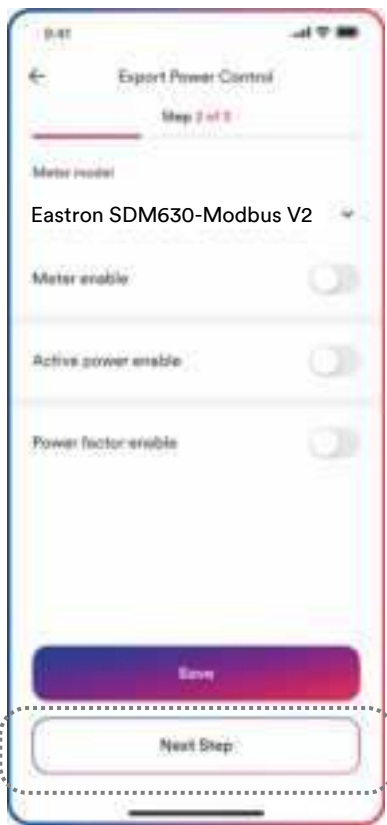 9:41
Export Power Control
Step 2 of 3
Meter model
Eastron SDM630-Modbus V2
Meter enable
Active power enable
Power factor enable
Save
Next Step